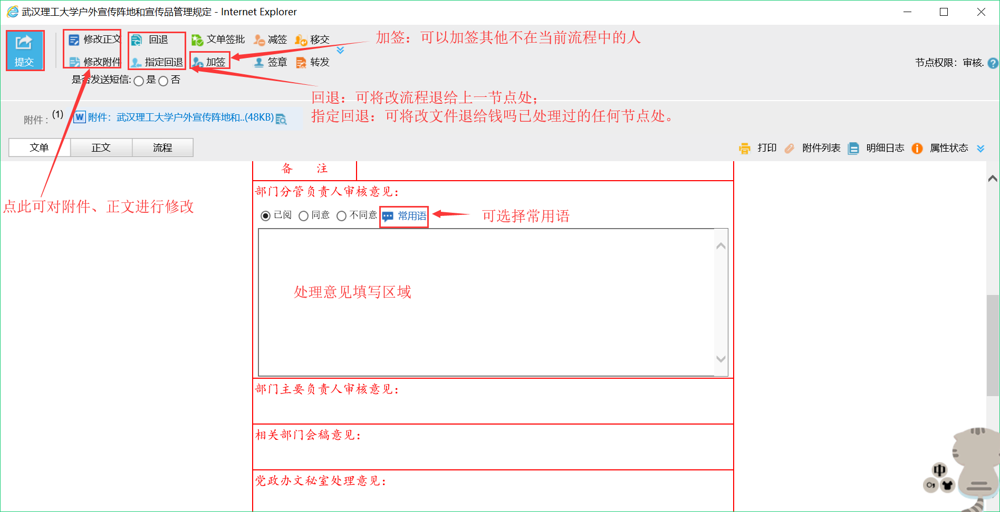 武汉理工大学户外宣传阵地和宣传品管理规定 - Internet Explorer
提交
修改正文
回退
文单签批
减签
移交
加签：可以加签其他不在当前流程中的人
修改附件
指定回退
加签
签章
转发
节点权限：审核.
是否发送短信: 是 否
回退：可将改流程退给上一节点处；
指定回退：可将改文件退给钱吗已处理过的任何节点处。
附件： (1) 附件：武汉理工大学户外宣传阵地和..(48KB)
文单 正文 流程
打印 附件列表 明细日志 属性状态
备 注
部门分管负责人审核意见：
点此可对附件、正文进行修改
已阅 同意 不同意 常用语
可选择常用语
处理意见填写区域
部门主要负责人审核意见：
相关部门会稿意见：
党政办文秘室处理意见：
中